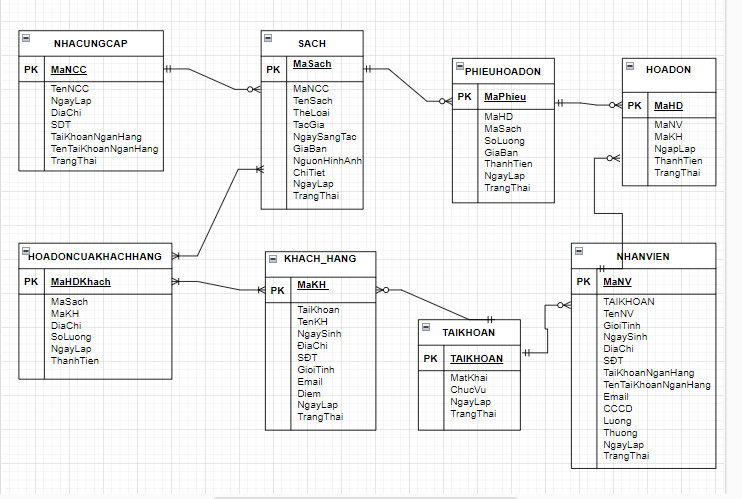 NHACUNGCAP
PK MaNCC
TenNCC
NgayLap
DiaChi
SDT
TaiKhoanNganHang
TenTaiKhoanNganHang
TrangThai
SACH
PK MaSach
MaNCC
TenSach
TheLoai
TacGia
NgaySangTac
GiaBan
NguonHinhAnh
ChiTiet
NgayLap
TrangThai
PHIEUHOADON
PK MaPhieu
MaHD
MaSach
SoLuong
GiaBan
ThanhTien
NgayLap
TrangThai
HOADON
PK MaHD
MaNV
MaKH
NgapLap
ThanhTien
TrangThai
HOADONCUAKHACHHANG
PK MaHDKhach
MaSach
MaKH
DiaChi
SoLuong
NgayLap
ThanhTien
KHACH_HANG
PK MaKH
TaiKhoan
TenKH
NgaySinh
ĐiaChi
SĐT
GioiTinh
Email
Diem
NgayLap
TrangThai
TAIKHOAN
PK TAIKHOAN
MatKhai
ChucVu
NgayLap
TrangThai
NHANVIEN
PK MaNV
TAIKHOAN
TenNV
GioiTinh
NgaySinh
DiaChi
SĐT
TaiKhoanNganHang
TenTaiKhoanNganHang
Email
CCCD
Luong
Thuong
NgayLap
TrangThai